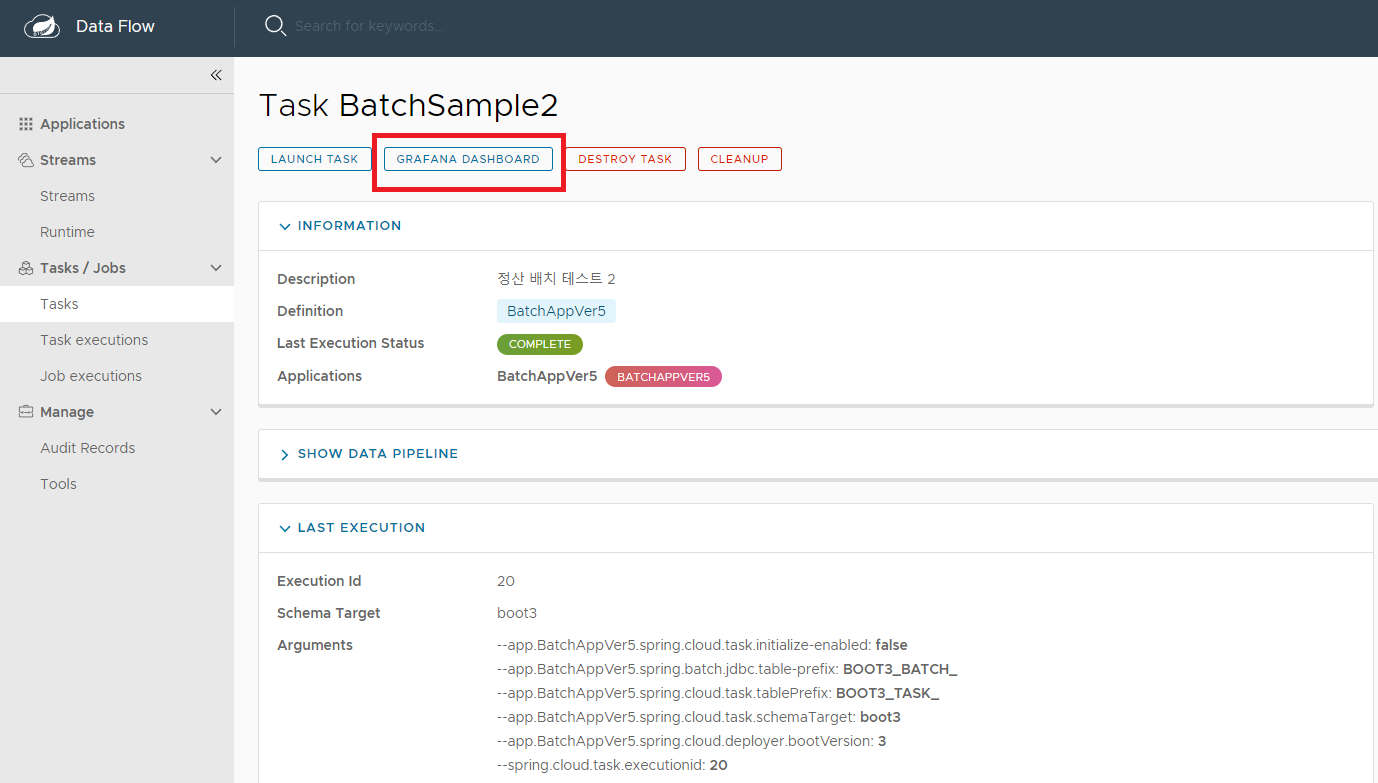 Data Flow
Search for keywords...
Applications
Streams
Streams
Runtime
Tasks / Jobs
Tasks
Task executions
Job executions
Manage
Audit Records
Tools
Task BatchSample2
LAUNCH TASK GRAFANA DASHBOARD DESTROY TASK CLEANUP
INFORMATION
Description 정산 배치 테스트 2
Definition BatchAppVer5
Last Execution Status COMPLETE
Applications BatchAppVer5 BATCHAPPVER5
SHOW DATA PIPELINE
LAST EXECUTION
Execution Id 20
Schema Target boot3
Arguments --app.BatchAppVer5.spring.cloud.task.initialize-enabled: false
--app.BatchAppVer5.spring.batch.jdbc.table-prefix: BOOT3_BATCH_
--app.BatchAppVer5.spring.cloud.task.tablePrefix: BOOT3_TASK_
--app.BatchAppVer5.spring.cloud.task.schemaTarget: boot3
--app.BatchAppVer5.spring.cloud.deployer.bootVersion: 3
--spring.cloud.task.executionid: 20